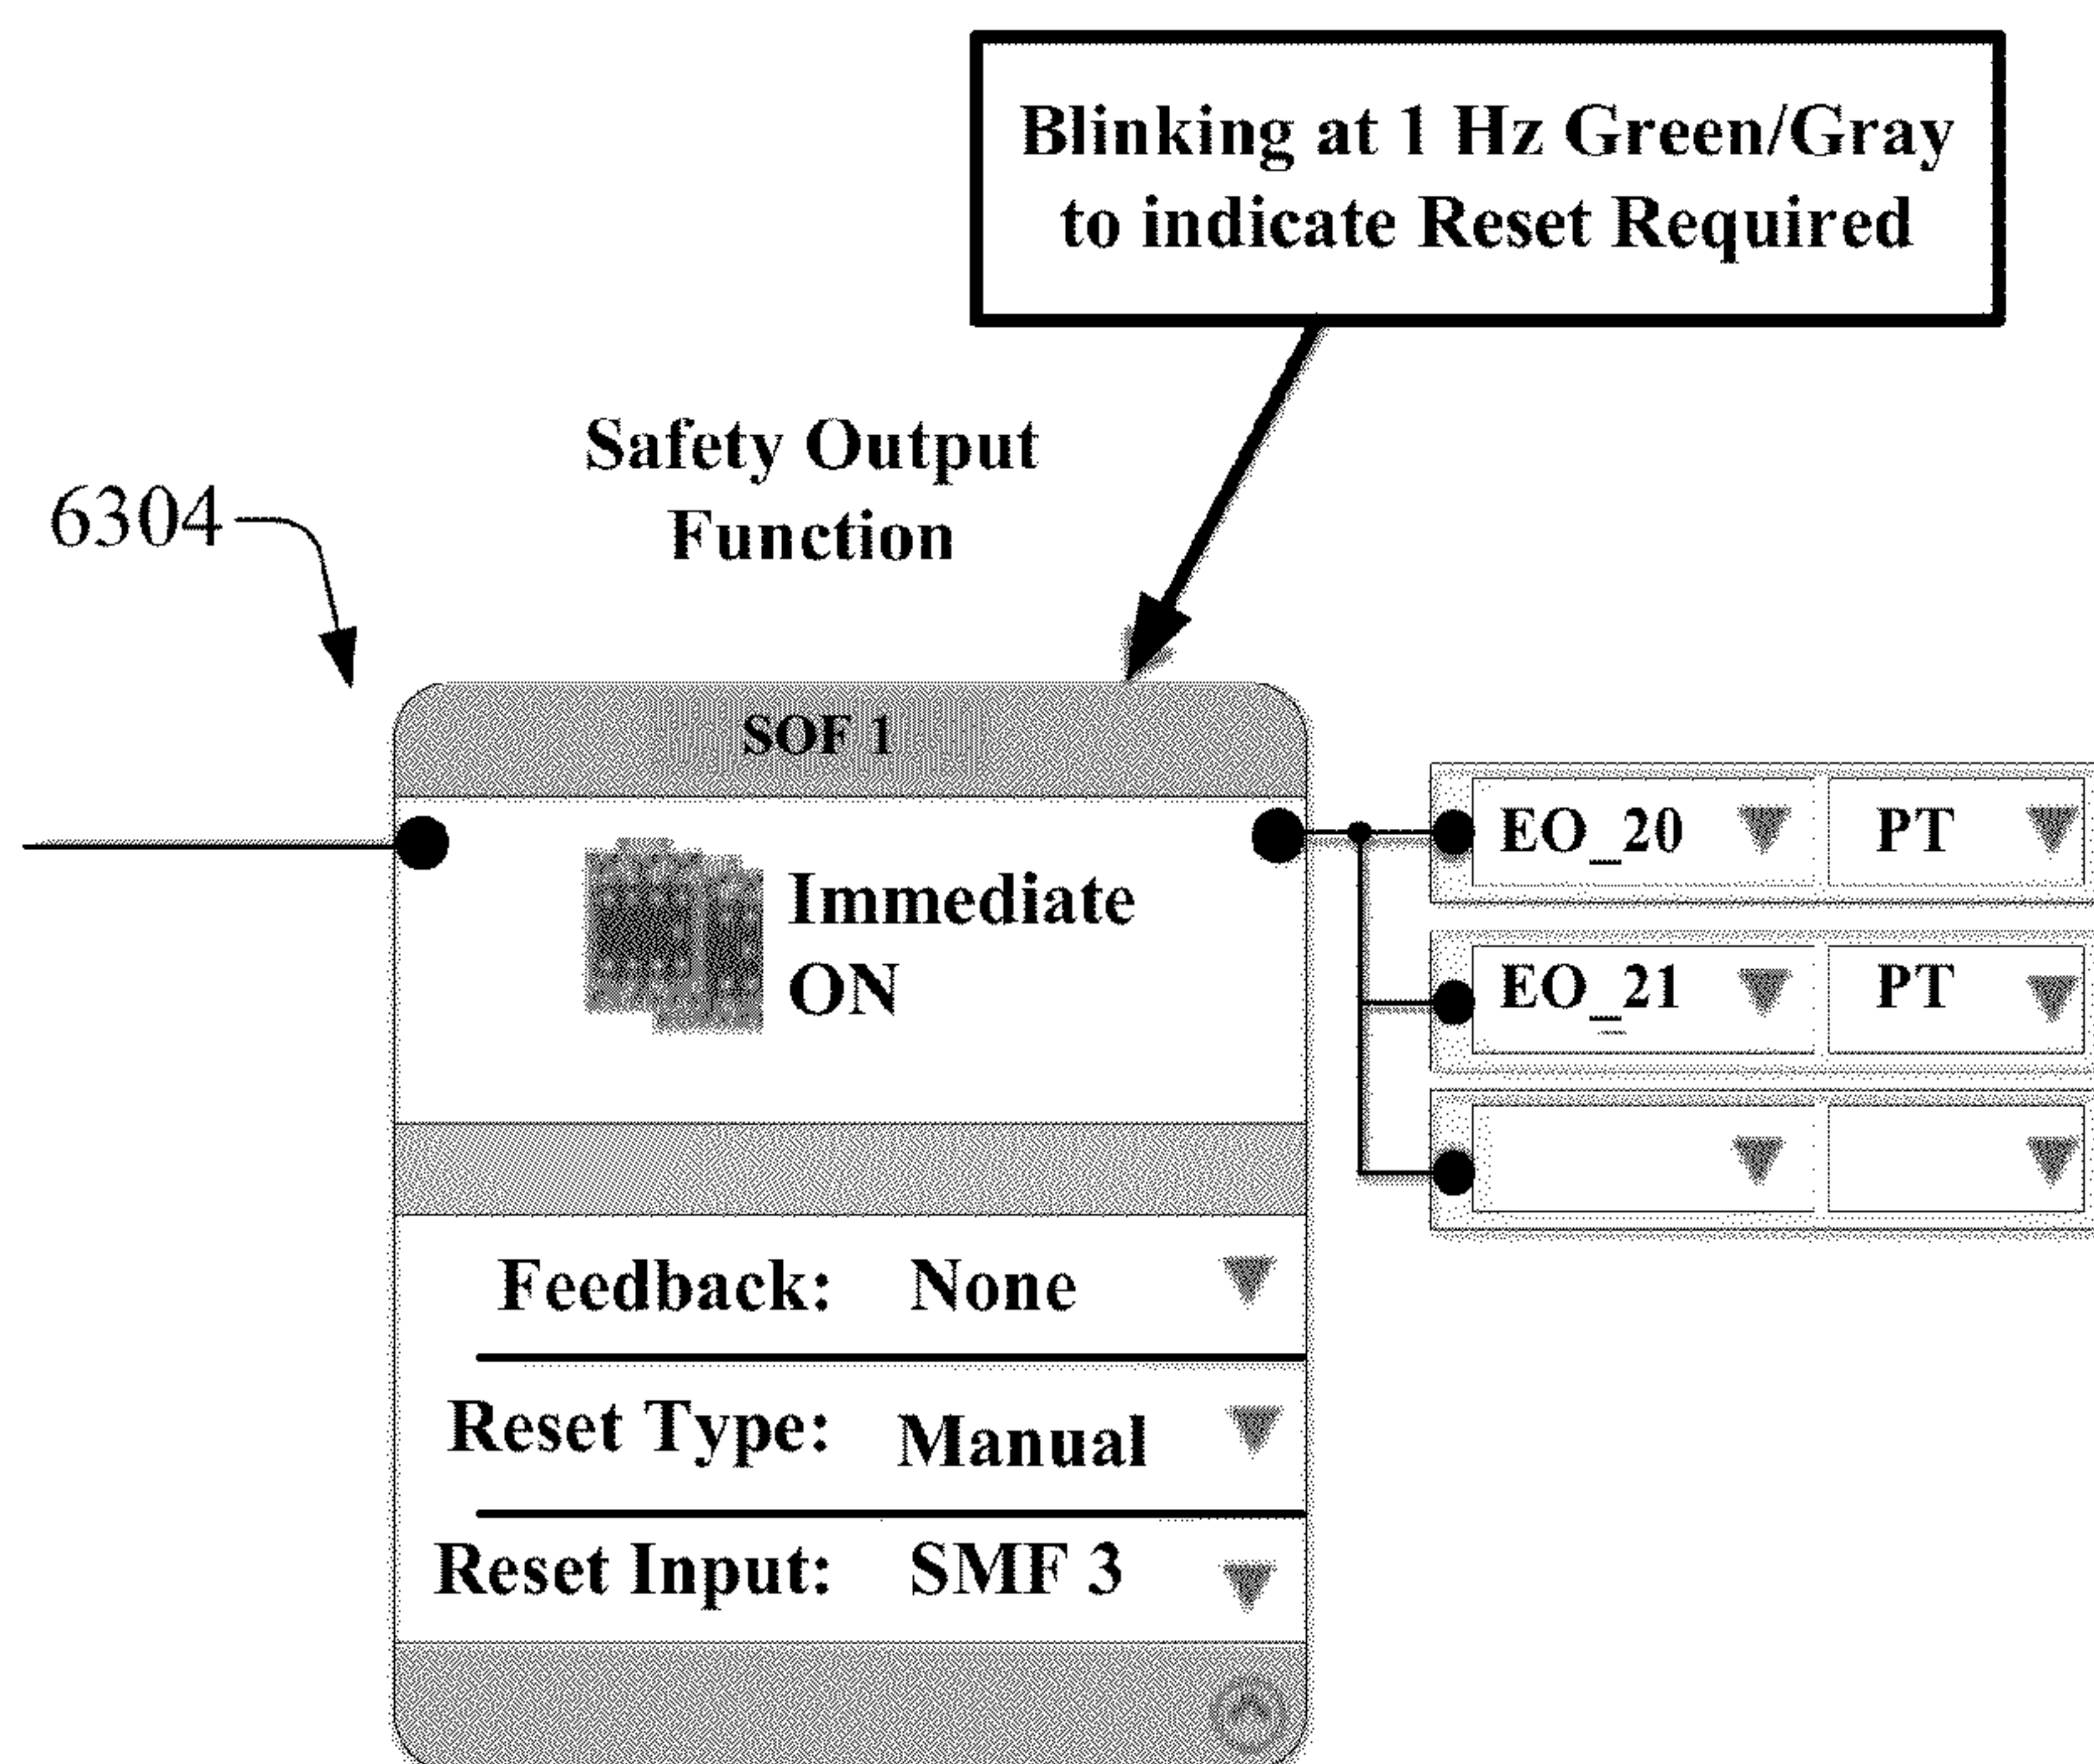 Blinking at 1 Hz Green/Gray
to indicate Reset Required
Safety Output
Function
6304
SOF 1
Immediate
ON
EO_20 PT
EO_21 PT
Feedback: None
Reset Type: Manual
Reset Input: SMF 3